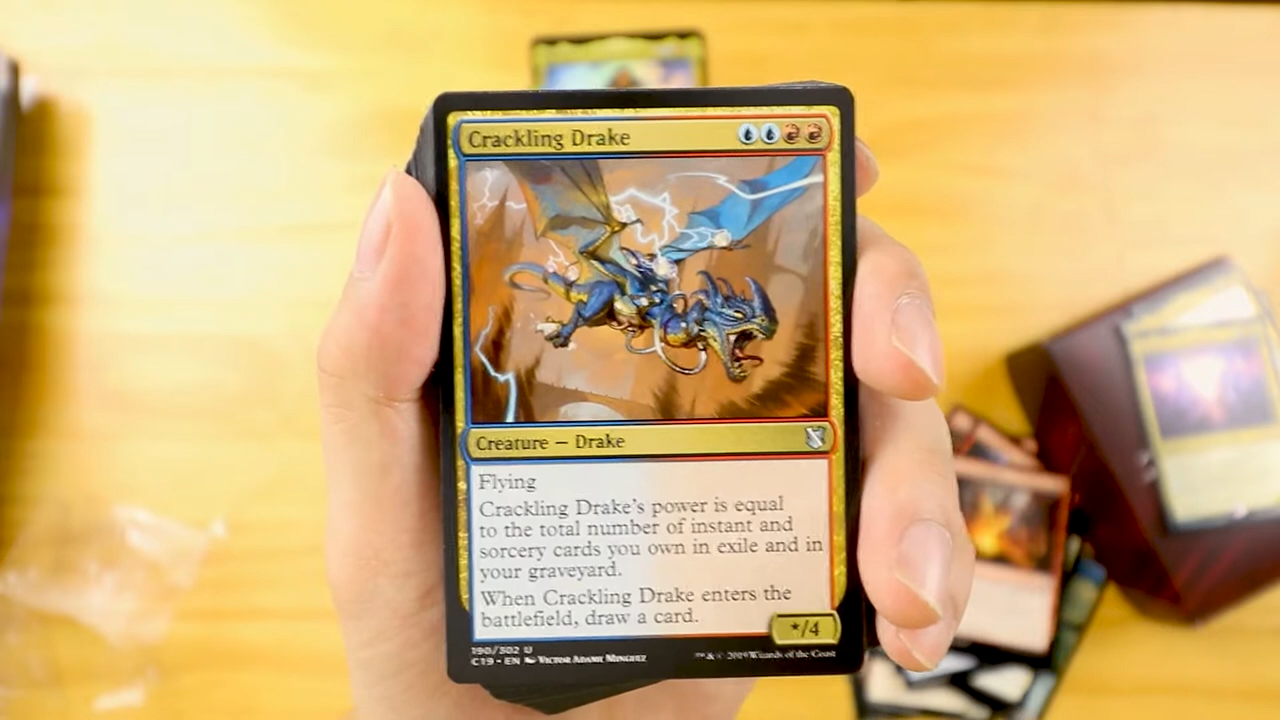 Crackling Drake
Creature — Drake
Flying
Crackling Drake's power is equal
to the total number of instant and
sorcery cards you own in exile and in
your graveyard.
When Crackling Drake enters the
battlefield, draw a card.
*/4
190/302 U
C19 • EN Victor Adame Minguez
™ & © 2019 Wizards of the Coast